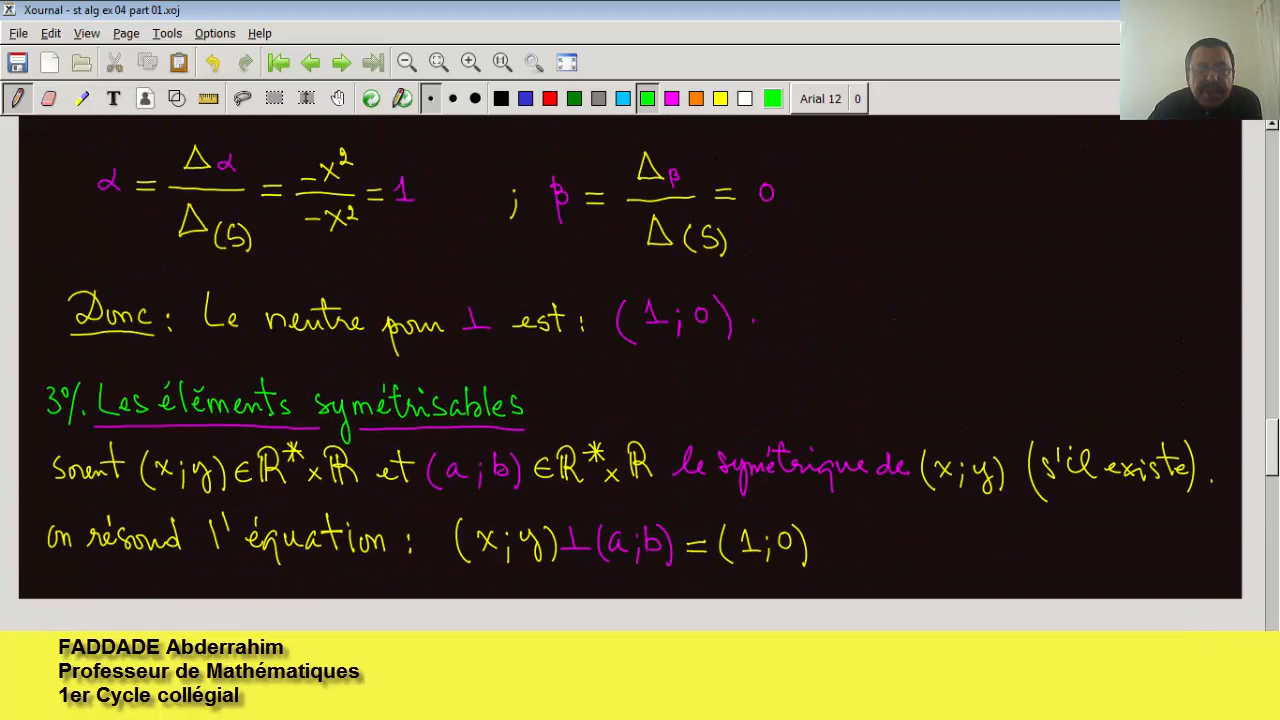 Xournal - st alg ex 04 part 01.xoj
File Edit View Page Tools Options Help
Arial 12 0
α = Δα / Δ(S) = -x² / -x² = 1 ; β = Δβ / Δ(S) = 0
Donc : Le neutre pour ⊥ est : (1;0).
3°/. Les éléments symétrisables
soient (x;y) ∈ ℝ* × ℝ et (a;b) ∈ ℝ* × ℝ le symétrique de (x;y) (s'il existe).
on résond l'équation : (x;y)⊥(a;b) = (1;0)
FADDADE Abderrahim
Professeur de Mathématiques
1er Cycle collégial